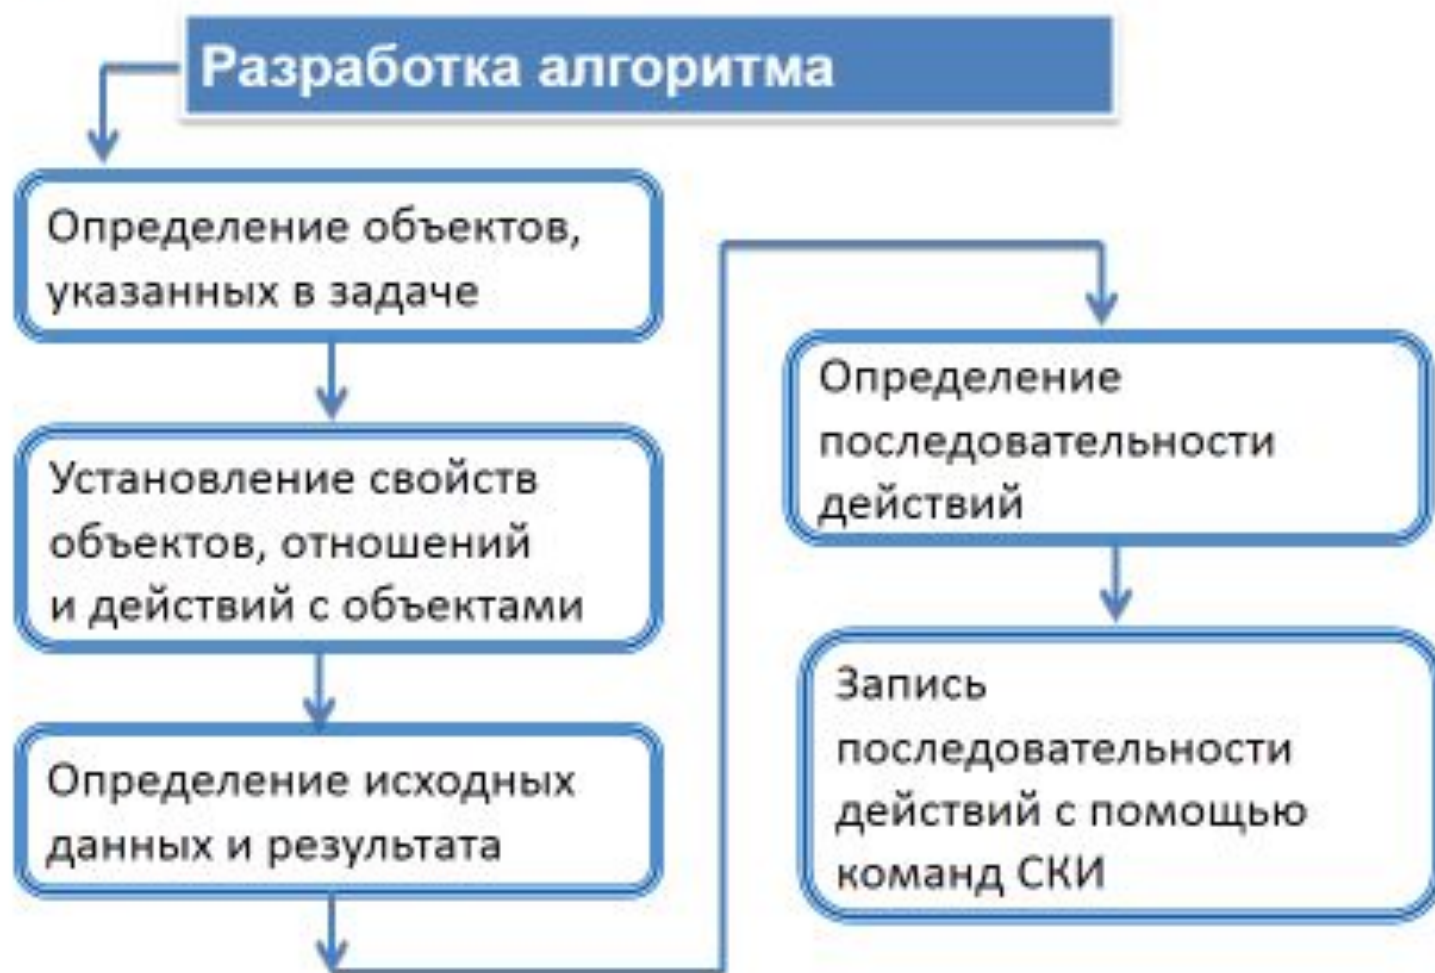 Разработка алгоритма
Определение объектов,
указанных в задаче
Установление свойств
объектов, отношений
и действий с объектами
Определение исходных
данных и результата
Определение
последовательности
действий
Запись
последовательности
действий с помощью
команд СКИ